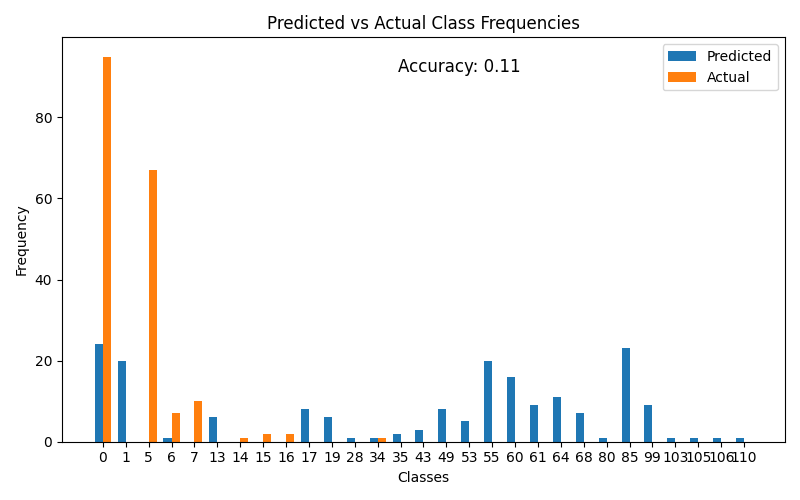 Predicted vs Actual Class Frequencies
Accuracy: 0.11
Predicted
Actual
Frequency
80
60
40
20
0
0 1 5 6 7 13 14 15 16 17 19 28 34 35 43 49 53 55 60 61 64 68 80 85 99 103 105 106 110
Classes